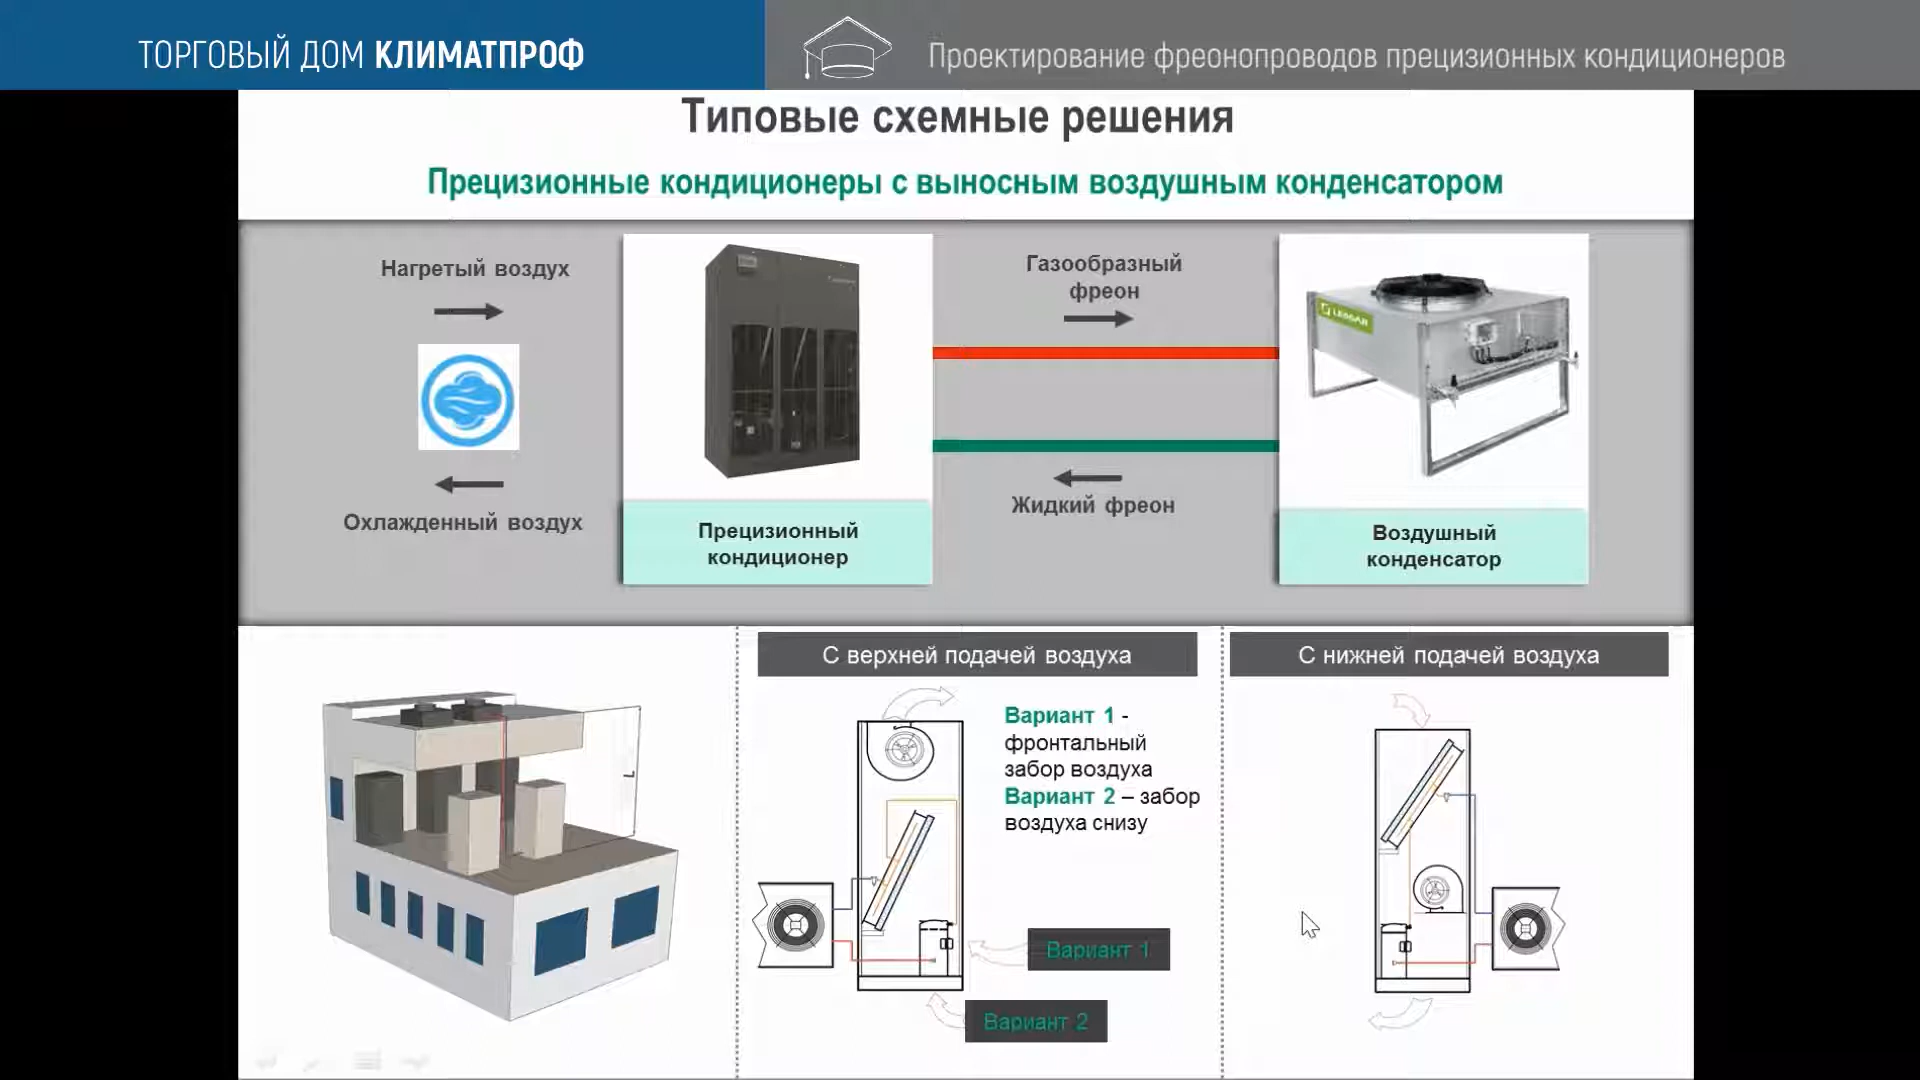 ТОРГОВЫЙ ДОМ КЛИМАТПРОФ
Проектирование фреонопроводов прецизионных кондиционеров
Типовые схемные решения
Прецизионные кондиционеры с выносным воздушным конденсатором
Нагретый воздух
Охлажденный воздух
Прецизионный
кондиционер
Газообразный
фреон
Жидкий фреон
LESSAR
Воздушный
конденсатор
L
С верхней подачей воздуха
Вариант 1 -
фронтальный
забор воздуха
Вариант 2 – забор
воздуха снизу
Вариант 1
Вариант 2
С нижней подачей воздуха